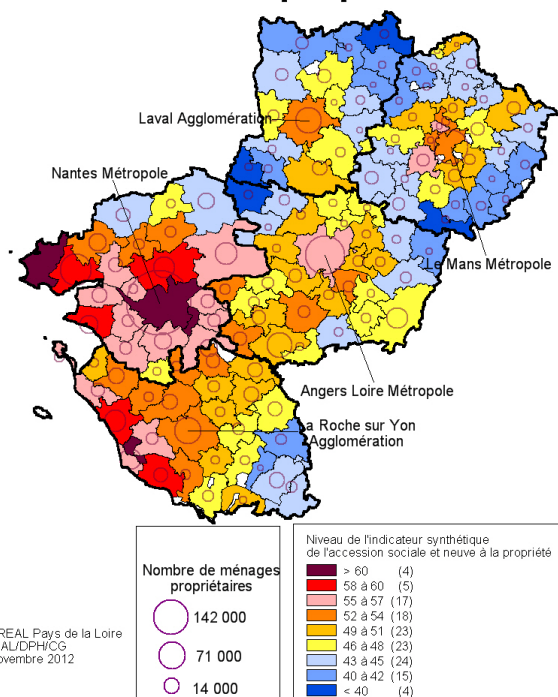 Laval Agglomération
Nantes Métropole
Le Mans Métropole
Angers Loire Métropole
a Roche sur Yon
Agglomération
Nombre de ménages
propriétaires
142 000
71 000
14 000
Niveau de l'indicateur synthétique
de l'accession sociale et neuve à la propriété
> 60 (4)
58 à 60 (5)
55 à 57 (17)
52 à 54 (18)
49 à 51 (23)
46 à 48 (23)
43 à 45 (24)
40 à 42 (15)
< 40 (4)
REAL Pays de la Loire
AL/DPH/CG
ovembre 2012